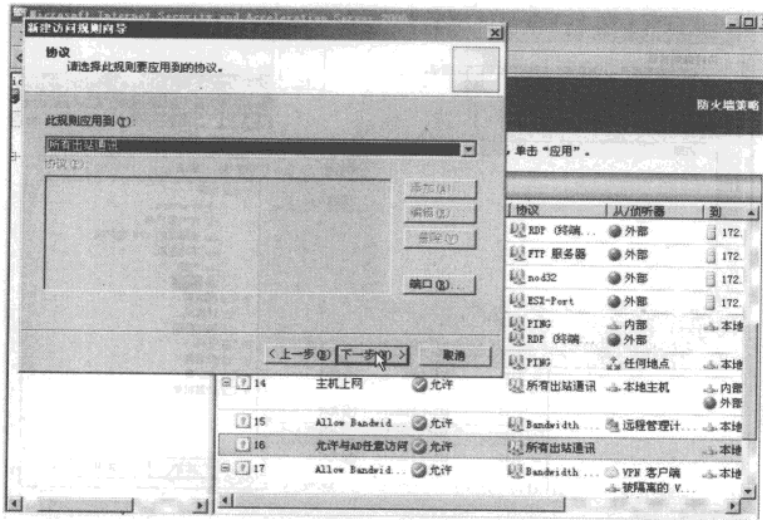 Microsoft Internet Security and Acceleration Server 2006
新建访问规则向导
协议
请选择此规则要应用到的协议。
此规则应用到(T):
所有出站通讯
协议(P):
添加(A)...
编辑(E)...
删除(V)
端口(R)...
< 上一步(B)
下一步(N) >
取消
防火墙策略
，单击“应用”。
协议
从/侦听器
到
RDP (终端...
外部
172.
FTP 服务器
外部
172.
nod32
外部
172.
ESX-Port
外部
172.
PING
内部
本地
RDP (终端...
外部
PING
任何地点
本地
14
主机上网
允许
所有出站通讯
本地主机
内部
外部
15
Allow Bandwid...
允许
Bandwidth ...
远程管理计...
本地
16
允许与AD任意访问
允许
所有出站通讯
本地
17
Allow Bandwid...
允许
Bandwidth ...
VPN 客户端
本地
被隔离的 V...